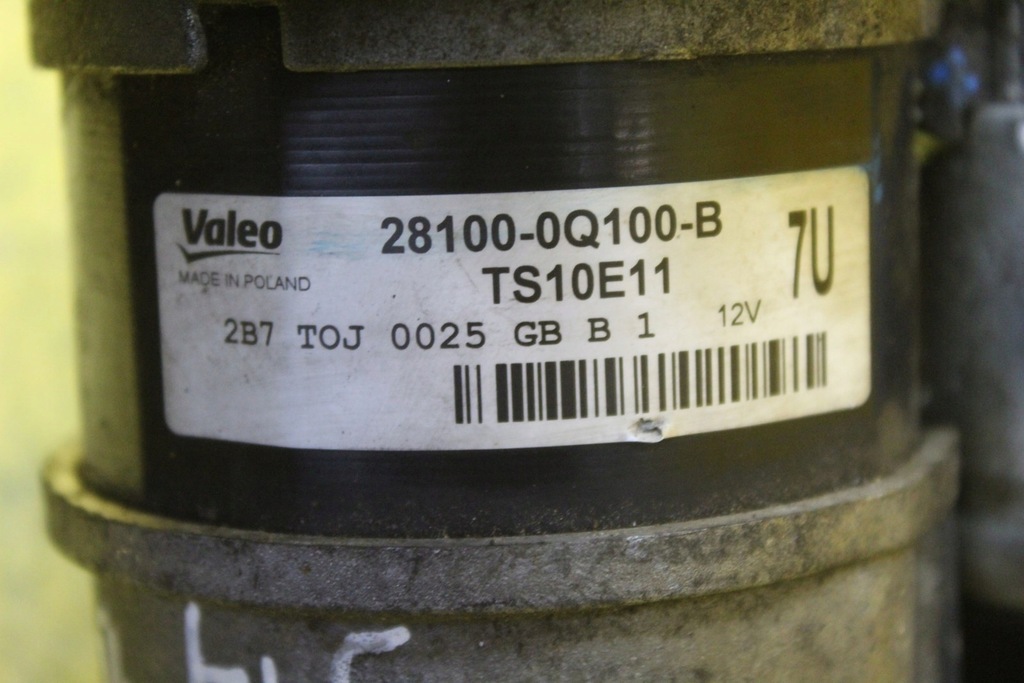 Valeo 28100-0Q100-B 7U
MADE IN POLAND TS10E11
2B7 TOJ 0025 GB B 1 12V